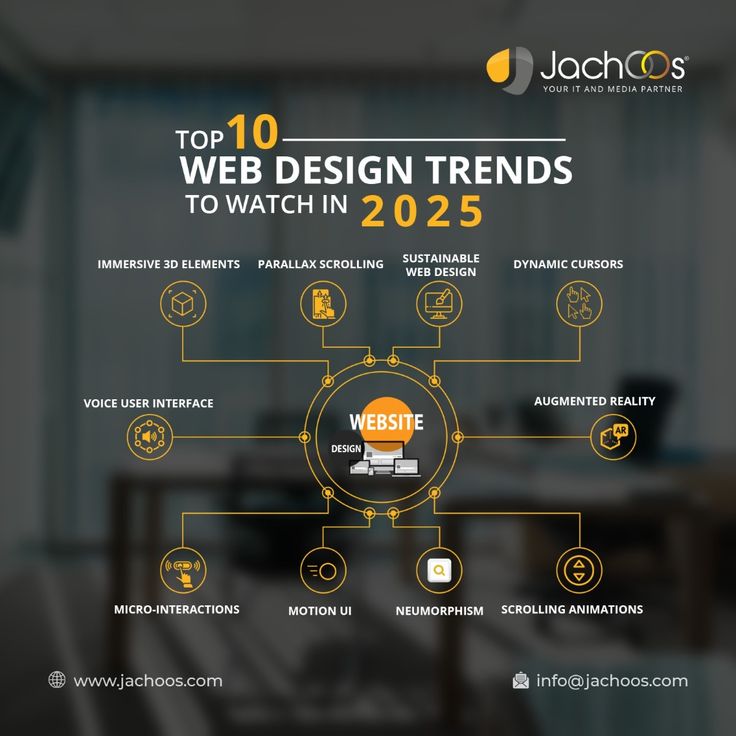 JachOOs®
YOUR IT AND MEDIA PARTNER
TOP 10
WEB DESIGN TRENDS
TO WATCH IN 2025
IMMERSIVE 3D ELEMENTS
PARALLAX SCROLLING
SUSTAINABLE
WEB DESIGN
DYNAMIC CURSORS
VOICE USER INTERFACE
WEBSITE
DESIGN
AUGMENTED REALITY
AR
MICRO-INTERACTIONS
MOTION UI
NEUMORPHISM
SCROLLING ANIMATIONS
www.jachoos.com
info@jachoos.com